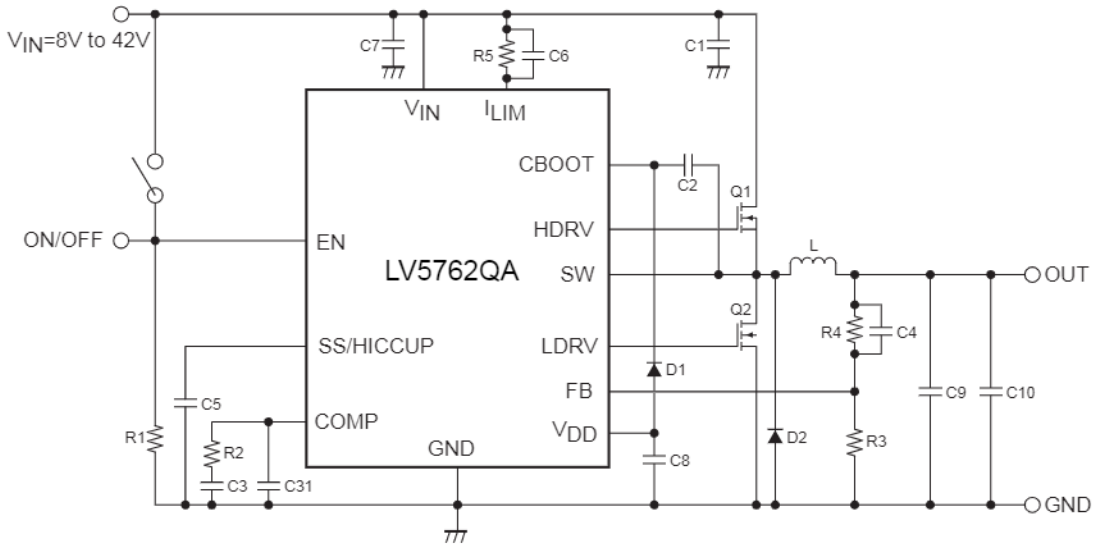 VIN=8V to 42V
C7
R5
C6
C1
VIN
ILIM
CBOOT
C2
Q1
HDRV
ON/OFF
EN
LV5762QA
SW
L
OUT
Q2
R4
C4
SS/HICCUP
LDRV
D1
FB
C5
C9
C10
COMP
VDD
R1
R2
GND
D2
R3
C8
C3
C31
GND